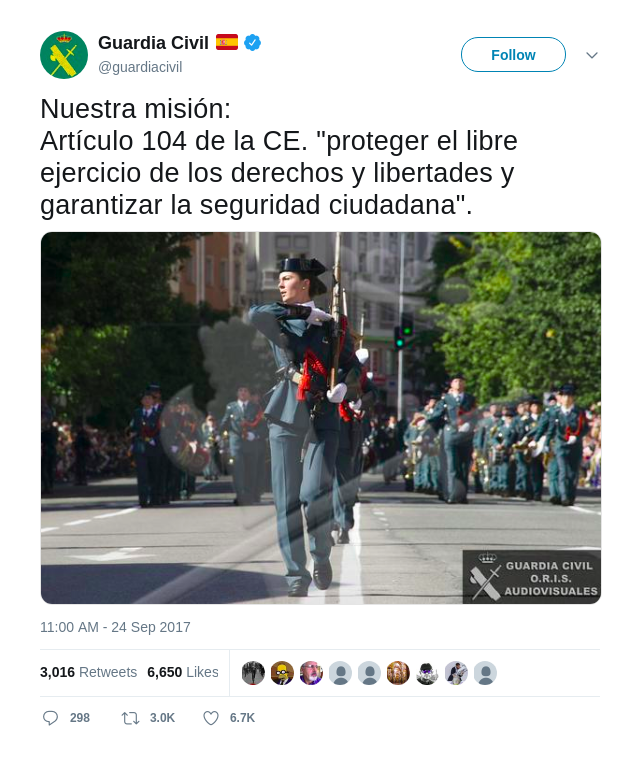 Guardia Civil
@guardiacivil
Follow
Nuestra misión:
Artículo 104 de la CE. "proteger el libre
ejercicio de los derechos y libertades y
garantizar la seguridad ciudadana".
GUARDIA CIVIL
O.R.I.S.
AUDIOVISUALES
11:00 AM - 24 Sep 2017
3,016 Retweets 6,650 Likes
298 3.0K 6.7K